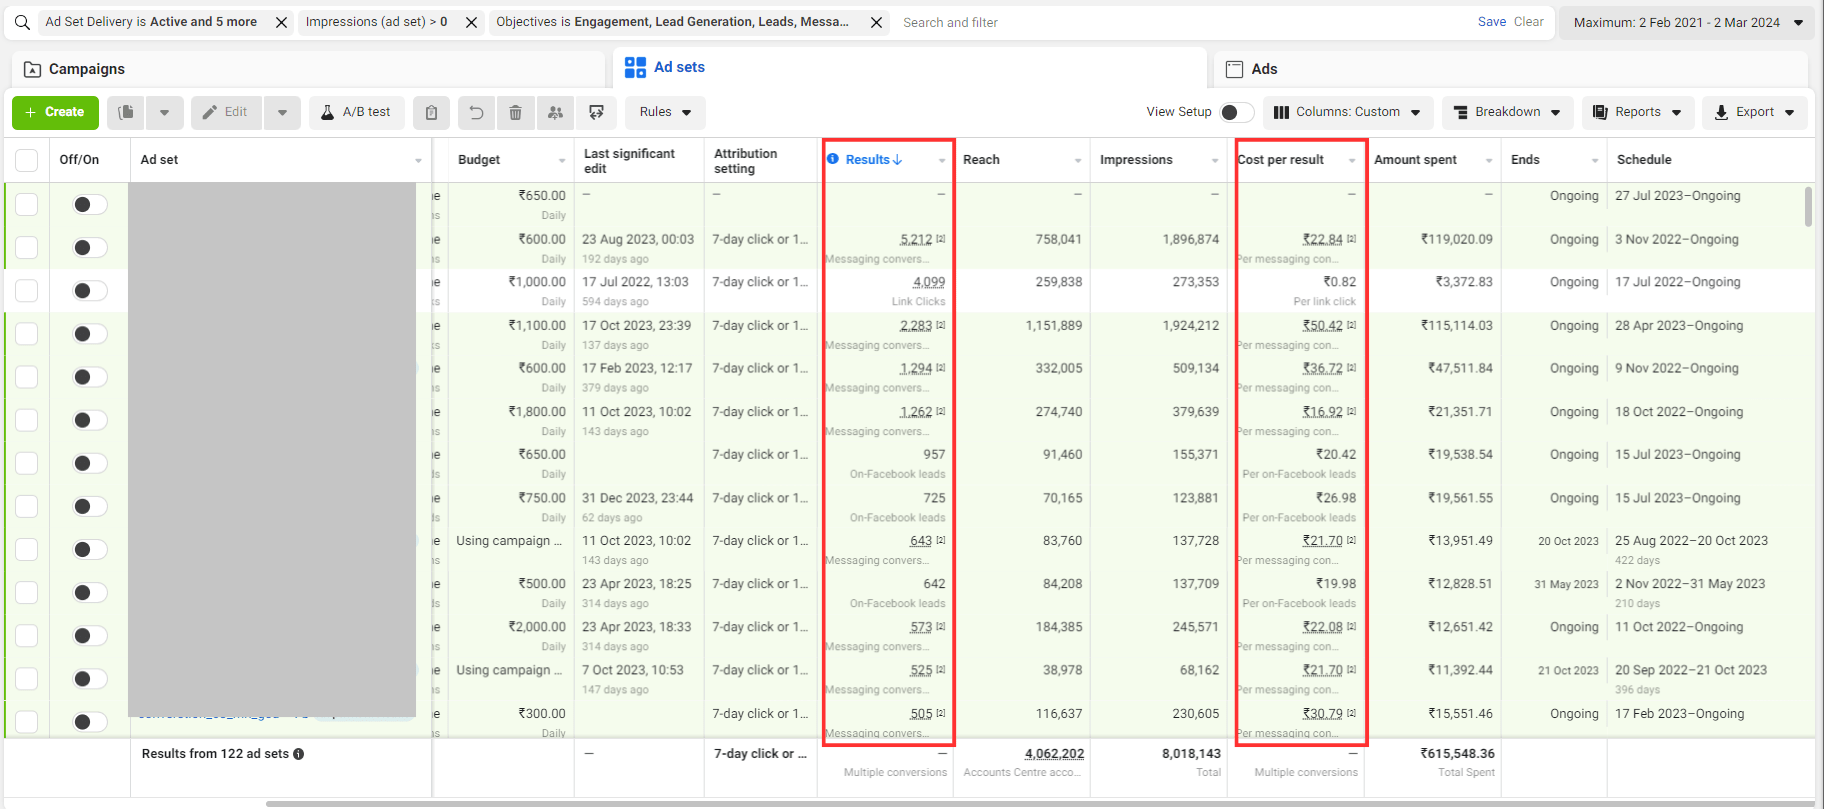 Ad Set Delivery is Active and 5 more
Impressions (ad set) > 0
Objectives is Engagement, Lead Generation, Leads, Messa...
Search and filter
Save Clear
Maximum: 2 Feb 2021 - 2 Mar 2024
Campaigns
Ad sets
Ads
+ Create
Edit
A/B test
Rules
View Setup
Columns: Custom
Breakdown
Reports
Export
Off/On Ad set Budget Last significant edit Attribution setting Results↓ Reach Impressions Cost per result Amount spent Ends Schedule
₹650.00 — — — — — — — Ongoing 27 Jul 2023–Ongoing
Daily
₹600.00 23 Aug 2023, 00:03 7-day click or 1... 5,212 [2] 758,041 1,896,874 ₹22.84 [2] ₹119,020.09 Ongoing 3 Nov 2022–Ongoing
Daily 192 days ago Messaging convers... Per messaging con...
₹1,000.00 17 Jul 2022, 13:03 7-day click or 1... 4,099 259,838 273,353 ₹0.82 ₹3,372.83 Ongoing 17 Jul 2022–Ongoing
Daily 594 days ago Link Clicks Per link click
₹1,100.00 17 Oct 2023, 23:39 7-day click or 1... 2,283 [2] 1,151,889 1,924,212 ₹50.42 [2] ₹115,114.03 Ongoing 28 Apr 2023–Ongoing
Daily 137 days ago Messaging convers... Per messaging con...
₹600.00 17 Feb 2023, 12:17 7-day click or 1... 1,294 [2] 332,005 509,134 ₹36.72 [2] ₹47,511.84 Ongoing 9 Nov 2022–Ongoing
Daily 379 days ago Messaging convers... Per messaging con...
₹1,800.00 11 Oct 2023, 10:02 7-day click or 1... 1,262 [2] 274,740 379,639 ₹16.92 [2] ₹21,351.71 Ongoing 18 Oct 2022–Ongoing
Daily 143 days ago Messaging convers... Per messaging con...
₹650.00 7-day click or 1... 957 91,460 155,371 ₹20.42 ₹19,538.54 Ongoing 15 Jul 2023–Ongoing
Daily On-Facebook leads Per on-Facebook leads
₹750.00 31 Dec 2023, 23:44 7-day click or 1... 725 70,165 123,881 ₹26.98 ₹19,561.55 Ongoing 15 Jul 2023–Ongoing
Daily 62 days ago On-Facebook leads Per on-Facebook leads
Using campaign ... 11 Oct 2023, 10:02 7-day click or 1... 643 [2] 83,760 137,728 ₹21.70 [2] ₹13,951.49 20 Oct 2023 25 Aug 2022–20 Oct 2023
143 days ago Messaging convers... Per messaging con... 422 days
₹500.00 23 Apr 2023, 18:25 7-day click or 1... 642 84,208 137,709 ₹19.98 ₹12,828.51 31 May 2023 2 Nov 2022–31 May 2023
Daily 314 days ago On-Facebook leads Per on-Facebook leads 210 days
₹2,000.00 23 Apr 2023, 18:33 7-day click or 1... 573 [2] 184,385 245,571 ₹22.08 [2] ₹12,651.42 Ongoing 11 Oct 2022–Ongoing
Daily 314 days ago Messaging convers... Per messaging con...
Using campaign ... 7 Oct 2023, 10:53 7-day click or 1... 525 [2] 38,978 68,162 ₹21.70 [2] ₹11,392.44 21 Oct 2023 20 Sep 2022–21 Oct 2023
147 days ago Messaging convers... Per messaging con... 396 days
₹300.00 7-day click or 1... 505 [2] 116,637 230,605 ₹30.79 [2] ₹15,551.46 Ongoing 17 Feb 2023–Ongoing
Daily Messaging convers... Per messaging con...
Results from 122 ad sets — 7-day click or ... — 4,062,202 8,018,143 — ₹615,548.36
Multiple conversions Accounts Centre acco... Total Multiple conversions Total Spent